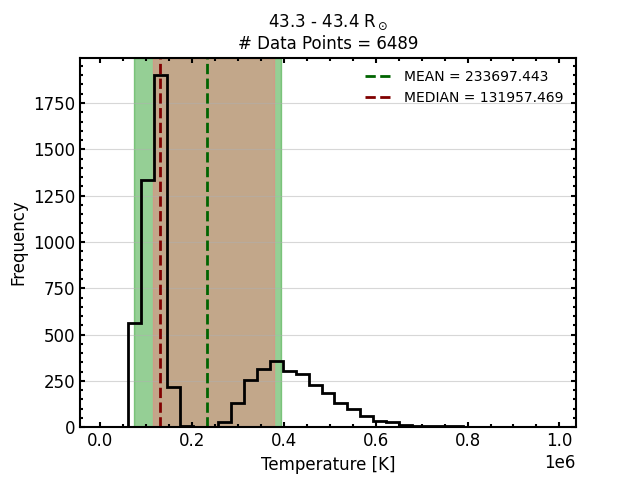 43.3 - 43.4 R⊙
# Data Points = 6489
MEAN = 233697.443
MEDIAN = 131957.469
Frequency
1750
1500
1250
1000
750
500
250
0
0.0 0.2 0.4 0.6 0.8 1.0
1e6
Temperature [K]